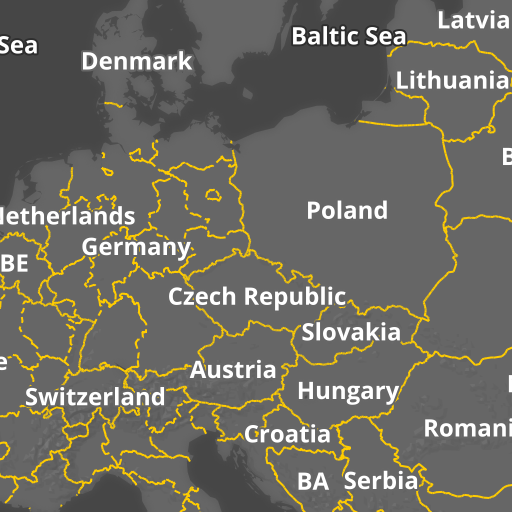 Latvia
Sea
Baltic Sea
Denmark
Lithuania
B
Netherlands
Poland
Germany
BE
Czech Republic
Slovakia
e
Austria
Switzerland
Hungary
Croatia
Romani
BA
Serbia